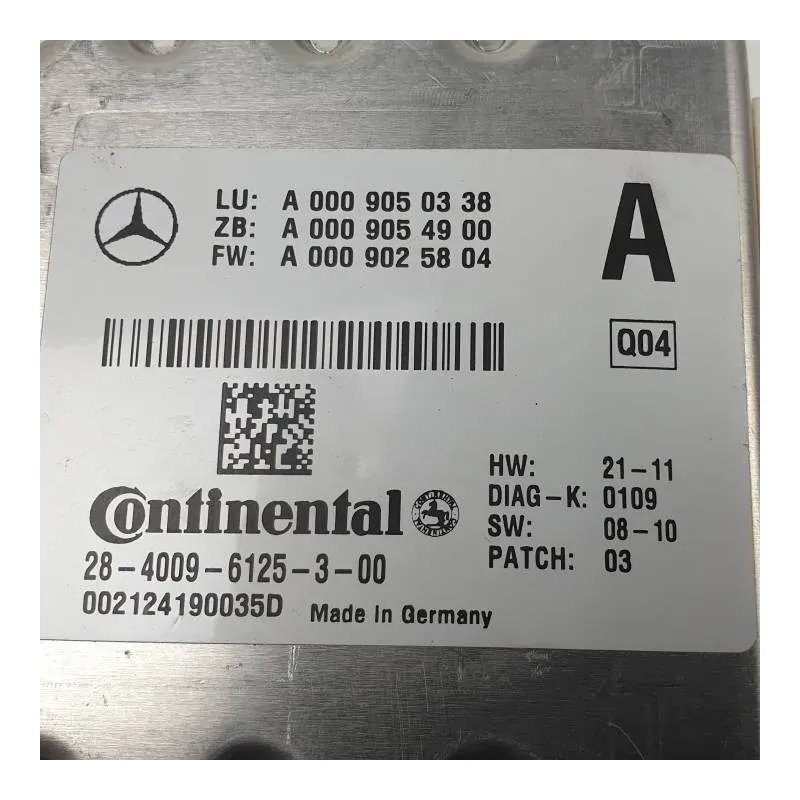 LU: A 000 905 03 38
ZB: A 000 905 49 00
FW: A 000 902 58 04
A
Q04
HW: 21-11
DIAG-K: 0109
SW: 08-10
PATCH: 03
Continental
28-4009-6125-3-00
002124190035D Made in Germany